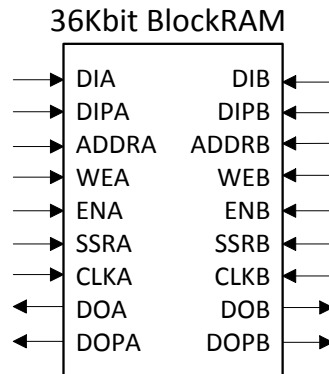 36Kbit BlockRAM
DIA DIB
DIPA DIPB
ADDRA ADDRB
WEA WEB
ENA ENB
SSRA SSRB
CLKA CLKB
DOA DOB
DOPA DOPB